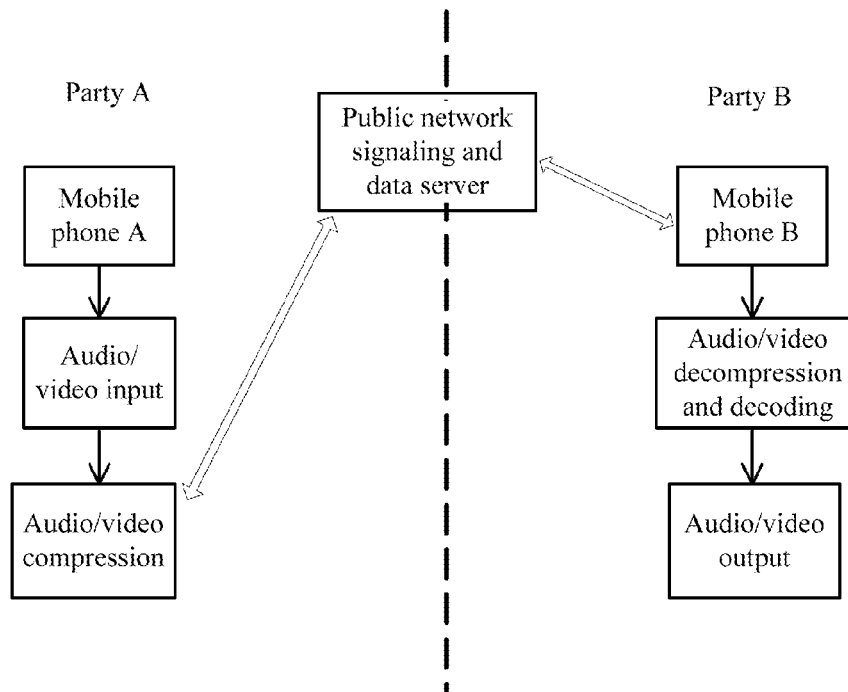 Party A
Public network
signaling and
data server
Party B
Mobile
phone A
Mobile
phone B
Audio/
video input
Audio/video
decompression
and decoding
Audio/video
compression
Audio/video
output